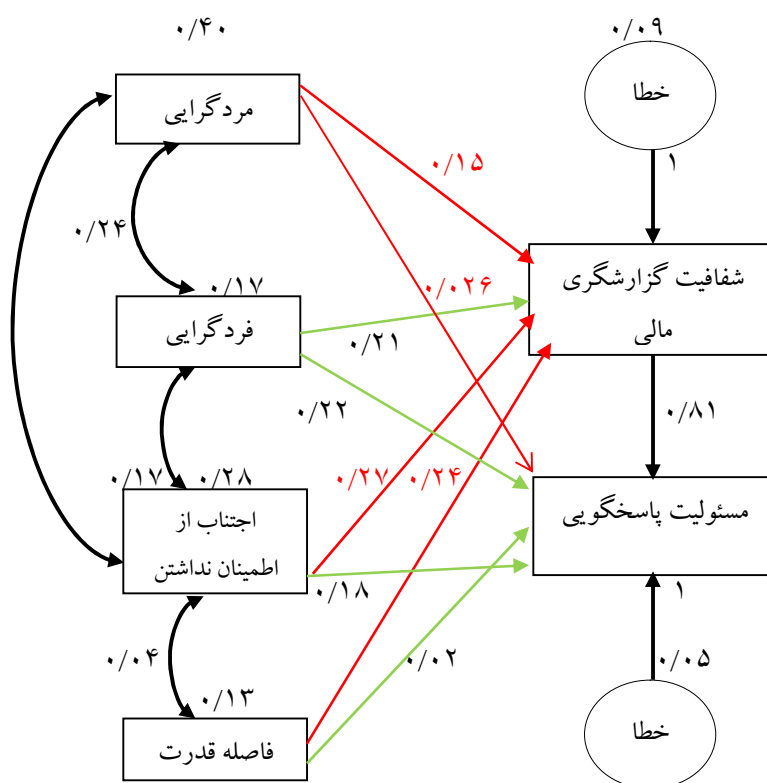 ۰/۴۰
۰/۰۹
خطا
مردگرایی
۰/۱۵
۱
۰/۲۴
شفافیت گزارشگری
مالی
۰/۱۷
۰/۰۲۶
فردگرایی
۰/۲۱
۰/۲۲
۰/۸۱
۰/۱۷
۰/۲۸
۰/۲۷
۰/۲۴
مسئولیت پاسخگویی
اجتناب از
اطمینان نداشتن
۰/۱۸
۱
۰/۰۴
۰/۰۲
۰/۰۵
۰/۱۳
فاصله قدرت
خطا